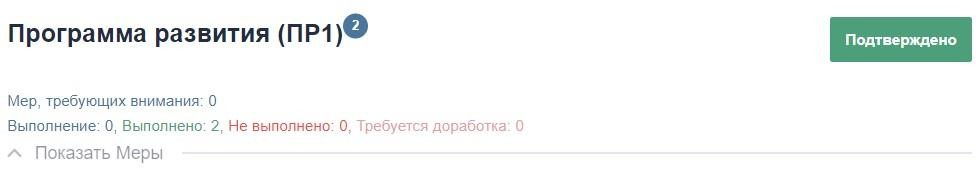 Программа развития (ПР1) 2
Подтверждено
Мер, требующих внимания: 0
Выполнение: 0, Выполнено: 2, Не выполнено: 0, Требуется доработка: 0
Показать Меры